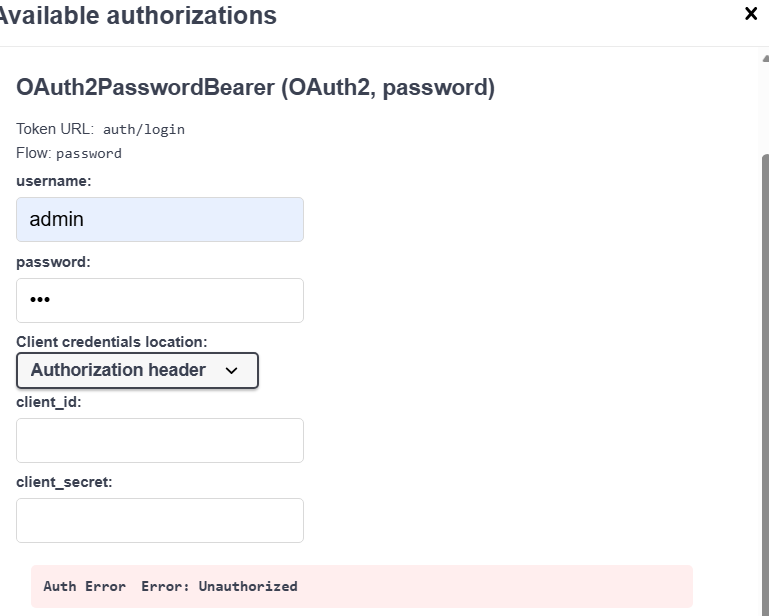 Available authorizations
OAuth2PasswordBearer (OAuth2, password)
Token URL: auth/login
Flow: password
username:
admin
password:
•••
Client credentials location:
Authorization header
client_id:
client_secret:
Auth Error Error: Unauthorized